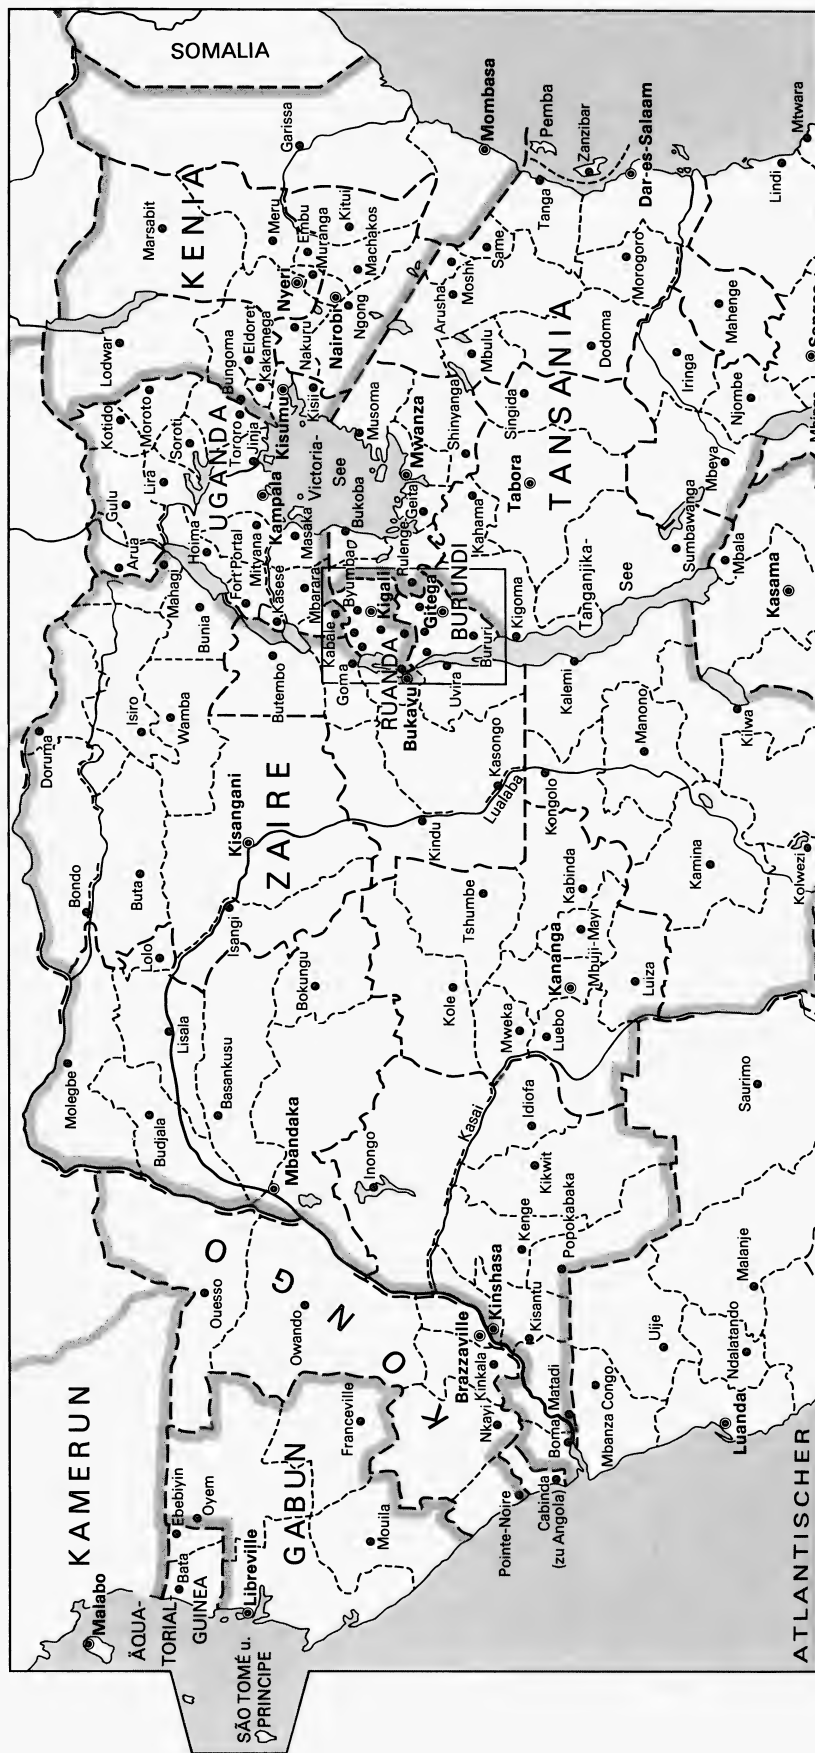 SOMALIA
KENIA
UGANDA
TANSANIA
RUANDA
BURUNDI
ZAIRE
KONGO
GABUN
KAMERUN
ÄQUA-
TORIAL-
GUINEA
SÃO TOMÉ u.
PRINCIPE
ATLANTISCHER
Malabo
Bata
Ebebiyin
Oyem
Libreville
Mouila
Franceville
Ouesso
Owando
Brazzaville
Kinkala
Nkayi
Pointe-Noire
Cabinda
(zu Angola)
Boma
Matadi
Kinshasa
Kisantu
Kenge
Popokabaka
Kikwit
Idiofa
Kasai
Inongo
Mbandaka
Basankusu
Budjala
Molegbe
Lisala
Lolo
Bokungu
Isangi
Buta
Bondo
Doruma
Isiro
Wamba
Kisangani
Bunia
Butembo
Mahagi
Goma
Bukavu
Uvira
Kindu
Kasongo
Lualaba
Kongolo
Kalemi
Manono
Kilwa
Kamina
Kolwezi
Kabinda
Mbuji-Mayi
Kananga
Luebo
Luiza
Mweka
Kole
Tshumbe
Mbanza Congo
Uije
Ndalatando
Malanje
Luanda
Saurimo
Arua
Gulu
Kotido
Moroto
Lira
Soroti
Hoima
Fort Portal
Mityana
Kasese
Kampala
Masaka
Mbarara
Kabale
Jinja
Tororo
Victoria-
See
Byumba
Kigali
Gitega
Bururi
Rulenge
Lodwar
Marsabit
Garissa
Bungoma
Eldoret
Kakamega
Kisumu
Kisii
Nakuru
Nyeri
Nairobi
Meru
Embu
Muranga
Kitui
Machakos
Ngong
Mombasa
Musoma
Bukoba
Mwanza
Geita
Shinyanga
Kahama
Kigoma
Tabora
Singida
Mbulu
Arusha
Moshi
Same
Tanga
Pemba
Zanzibar
Dar-es-Salaam
Morogoro
Dodoma
Iringa
Mahenge
Njombe
Mbeya
Sumbawanga
Lindi
Mtwara
Tanganjika-
See
Mbala
Kasama